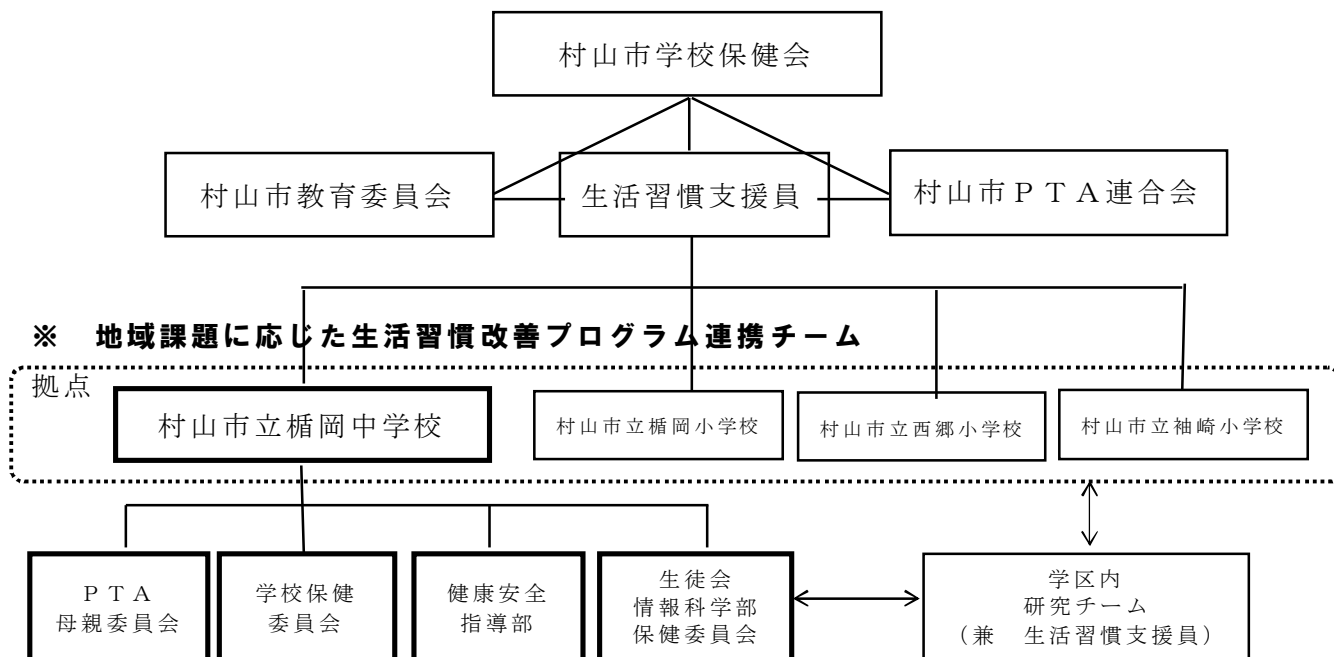 村山市学校保健会
村山市教育委員会
生活習慣支援員
村山市ＰＴＡ連合会
※　地域課題に応じた生活習慣改善プログラム連携チーム
拠点
村山市立楯岡中学校
村山市立楯岡小学校
村山市立西郷小学校
村山市立袖崎小学校
ＰＴＡ
母親委員会
学校保健
委員会
健康安全
指導部
生徒会
情報科学部
保健委員会
学区内
研究チーム
（兼　生活習慣支援員）